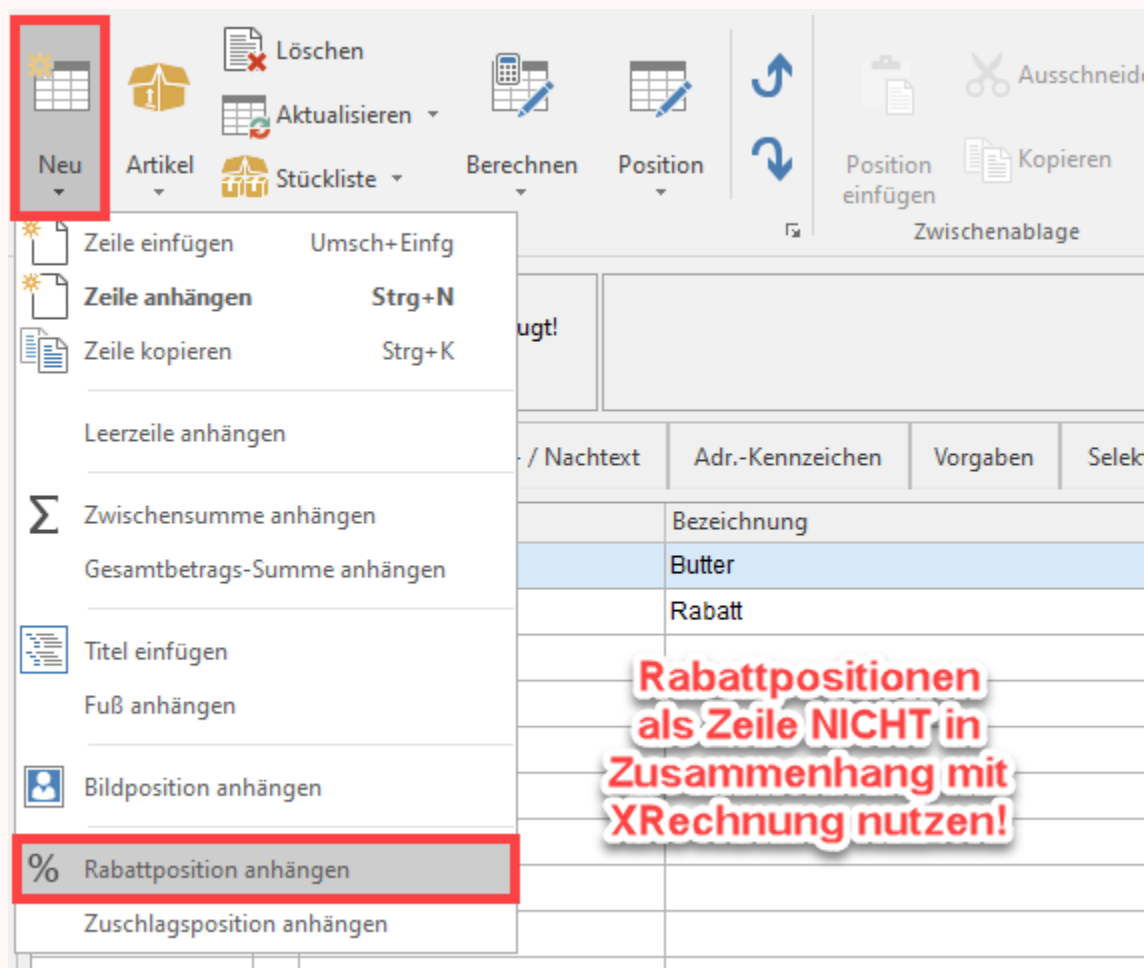 Löschen
Aktualisieren
Stückliste
Neu
Artikel
Berechnen
Position
Position
einfügen
Ausschneide
Kopieren
Zwischenablage
Zeile einfügen Umsch+Einfg
Zeile anhängen Strg+N
Zeile kopieren Strg+K
Leerzeile anhängen
Zwischensumme anhängen
Gesamtbetrags-Summe anhängen
Titel einfügen
Fuß anhängen
Bildposition anhängen
% Rabattposition anhängen
Zuschlagsposition anhängen
ugt!
- / Nachtext
Adr.-Kennzeichen
Vorgaben
Selekt
Bezeichnung
Butter
Rabatt
Rabattpositionen
als Zeile NICHT in
Zusammenhang mit
XRechnung nutzen!